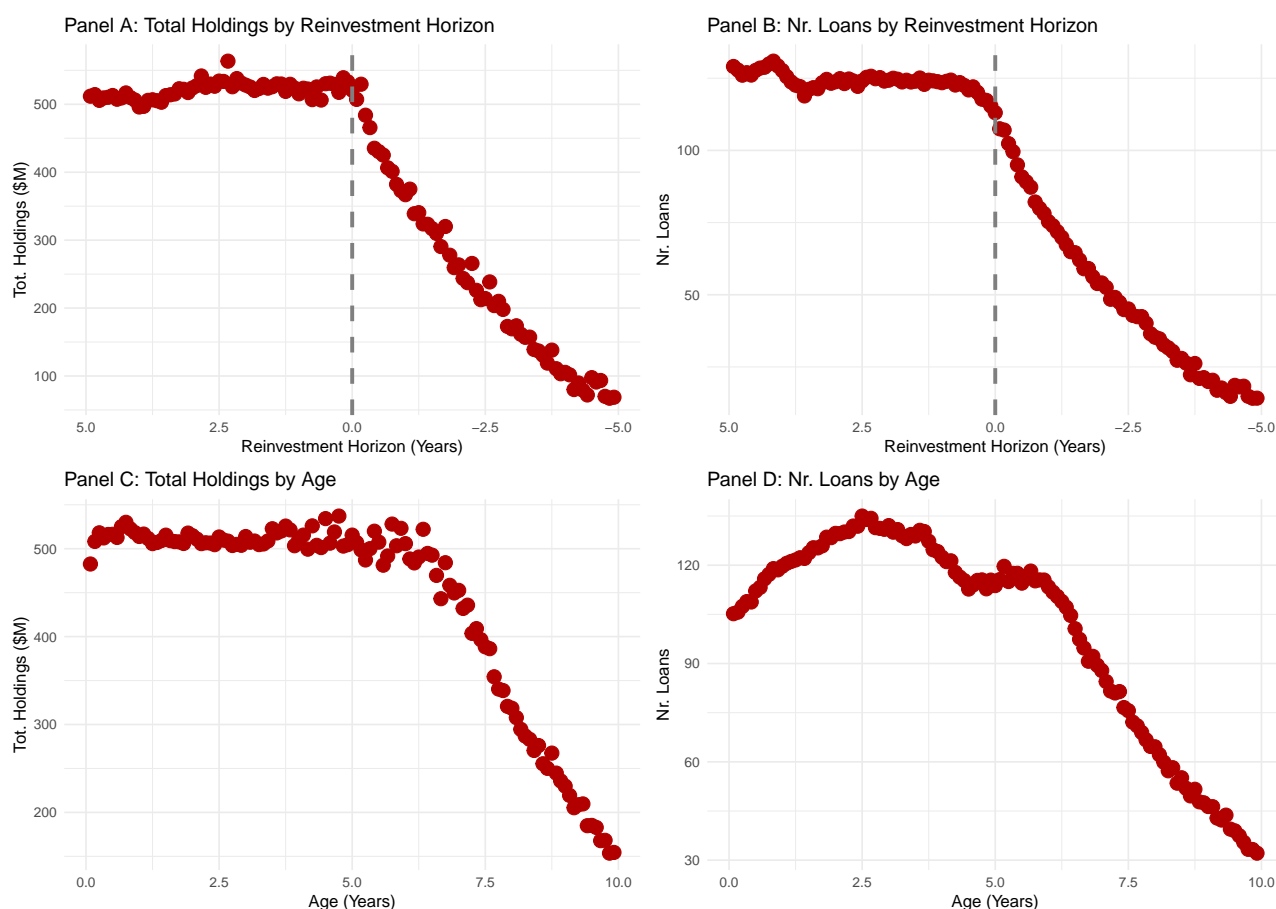 Panel A: Total Holdings by Reinvestment Horizon
Tot. Holdings ($M)
500
400
300
200
100
5.0 2.5 0.0 −2.5 −5.0
Reinvestment Horizon (Years)
Panel B: Nr. Loans by Reinvestment Horizon
Nr. Loans
100
50
5.0 2.5 0.0 −2.5 −5.0
Reinvestment Horizon (Years)
Panel C: Total Holdings by Age
Tot. Holdings ($M)
500
400
300
200
0.0 2.5 5.0 7.5 10.0
Age (Years)
Panel D: Nr. Loans by Age
Nr. Loans
120
90
60
30
0.0 2.5 5.0 7.5 10.0
Age (Years)